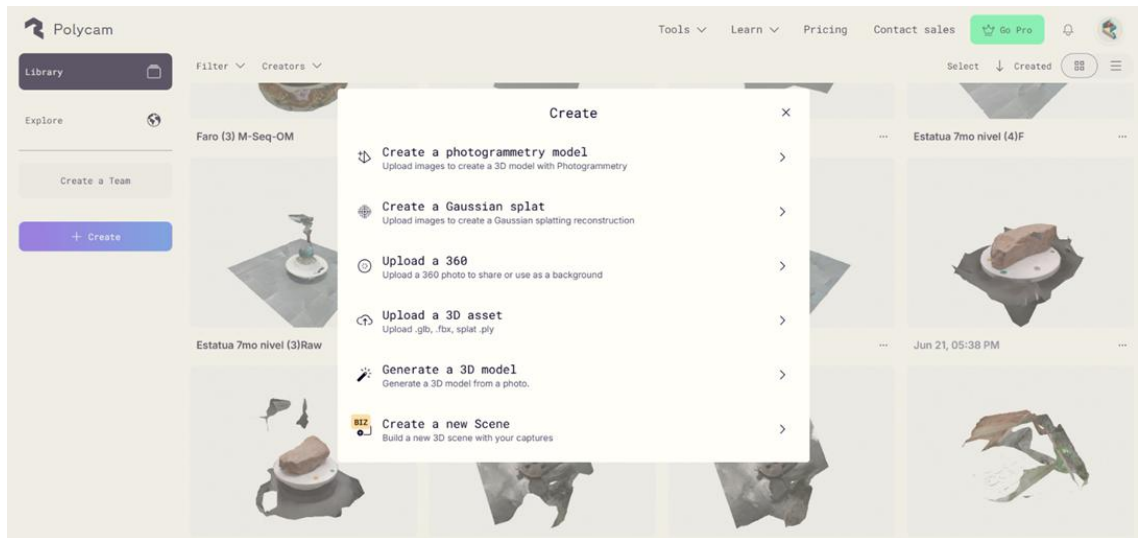 Polycam
Tools Learn Pricing Contact sales Go Pro
Library
Explore
Create a Team
+ Create
Filter Creators
Select ↓ Created
Create
Create a photogrammetry model
Upload images to create a 3D model with Photogrammetry
Create a Gaussian splat
Upload images to create a Gaussian splatting reconstruction
Upload a 360
Upload a 360 photo to share or use as a background
Upload a 3D asset
Upload .glb, .fbx, splat .ply
Generate a 3D model
Generate a 3D model from a photo.
BIZ
Create a new Scene
Build a new 3D scene with your captures
Faro (3) M-Seq-OM
Estatua 7mo nivel (4)F
Estatua 7mo nivel (3)Raw
Jun 21, 05:38 PM